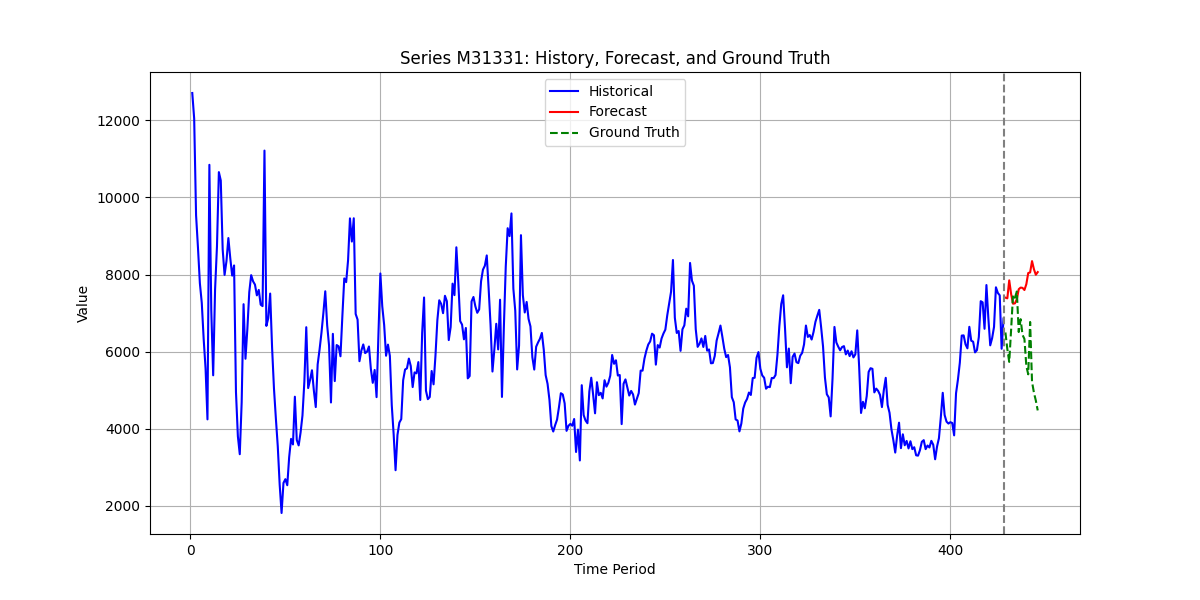 Series M31331: History, Forecast, and Ground Truth
Historical
Forecast
Ground Truth
Value
12000
10000
8000
6000
4000
2000
0
100
200
300
400
Time Period